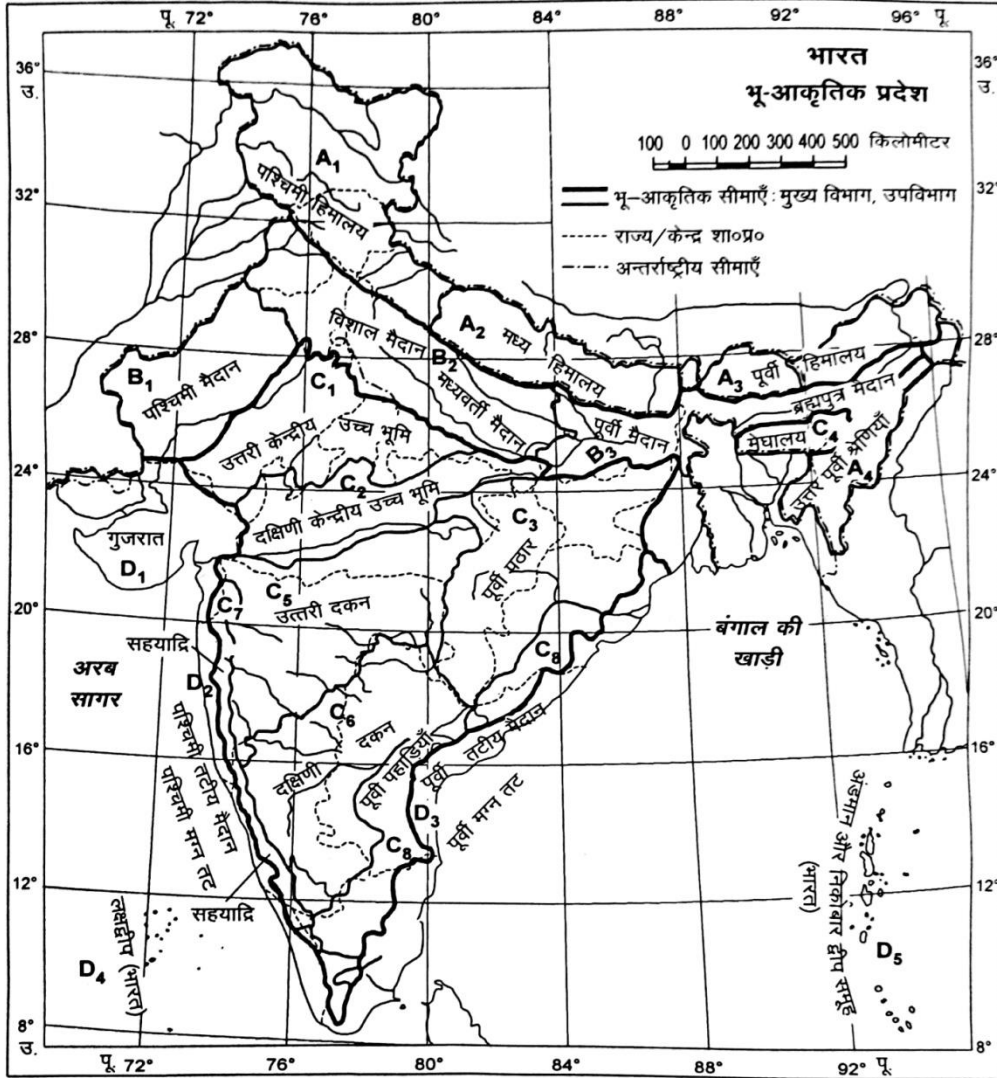 पू. 72° 76° 80° 84° 88° 92° 96° पू.
36°
उ.
36°
उ.
भारत
भू-आकृतिक प्रदेश
100 0 100 200 300 400 500 किलोमीटर
भू-आकृतिक सीमाएँ : मुख्य विभाग, उपविभाग
राज्य/केन्द्र शा०प्र०
अन्तर्राष्ट्रीय सीमाएँ
32°
32°
A1
पश्चिमी हिमालय
28°
28°
A2 मध्य
हिमालय
A3 पूर्वी हिमालय
ब्रह्मपुत्र मैदान
विशाल मैदान
B2
मध्यवर्ती मैदान
B1
पश्चिमी मैदान
C1
उत्तरी केन्द्रीय उच्च भूमि
पूर्वी मैदान
B3
मेघालय
C4
उत्तर पूर्वी श्रेणियाँ
A4
24°
24°
C2
दक्षिणी केन्द्रीय उच्च भूमि
C3
पूर्वी पठार
गुजरात
D1
20°
20°
C7
C5
उत्तरी दकन
बंगाल की
खाड़ी
सहयाद्रि
अरब
सागर
D2
C8
C6
दकन
दक्षिणी
16°
16°
पश्चिमी तटीय मैदान
पश्चिमी मग्न तट
पूर्वी पहाड़ियाँ
पूर्वी तटीय मैदान
D3
पूर्वी मग्न तट
C8
12°
12°
सहयाद्रि
अंडमान और निकोबार द्वीप समूह
(भारत)
D5
लक्षद्वीप (भारत)
D4
8°
उ.
8°
72° पू. 76° 80° 84° 88° 92° पू.